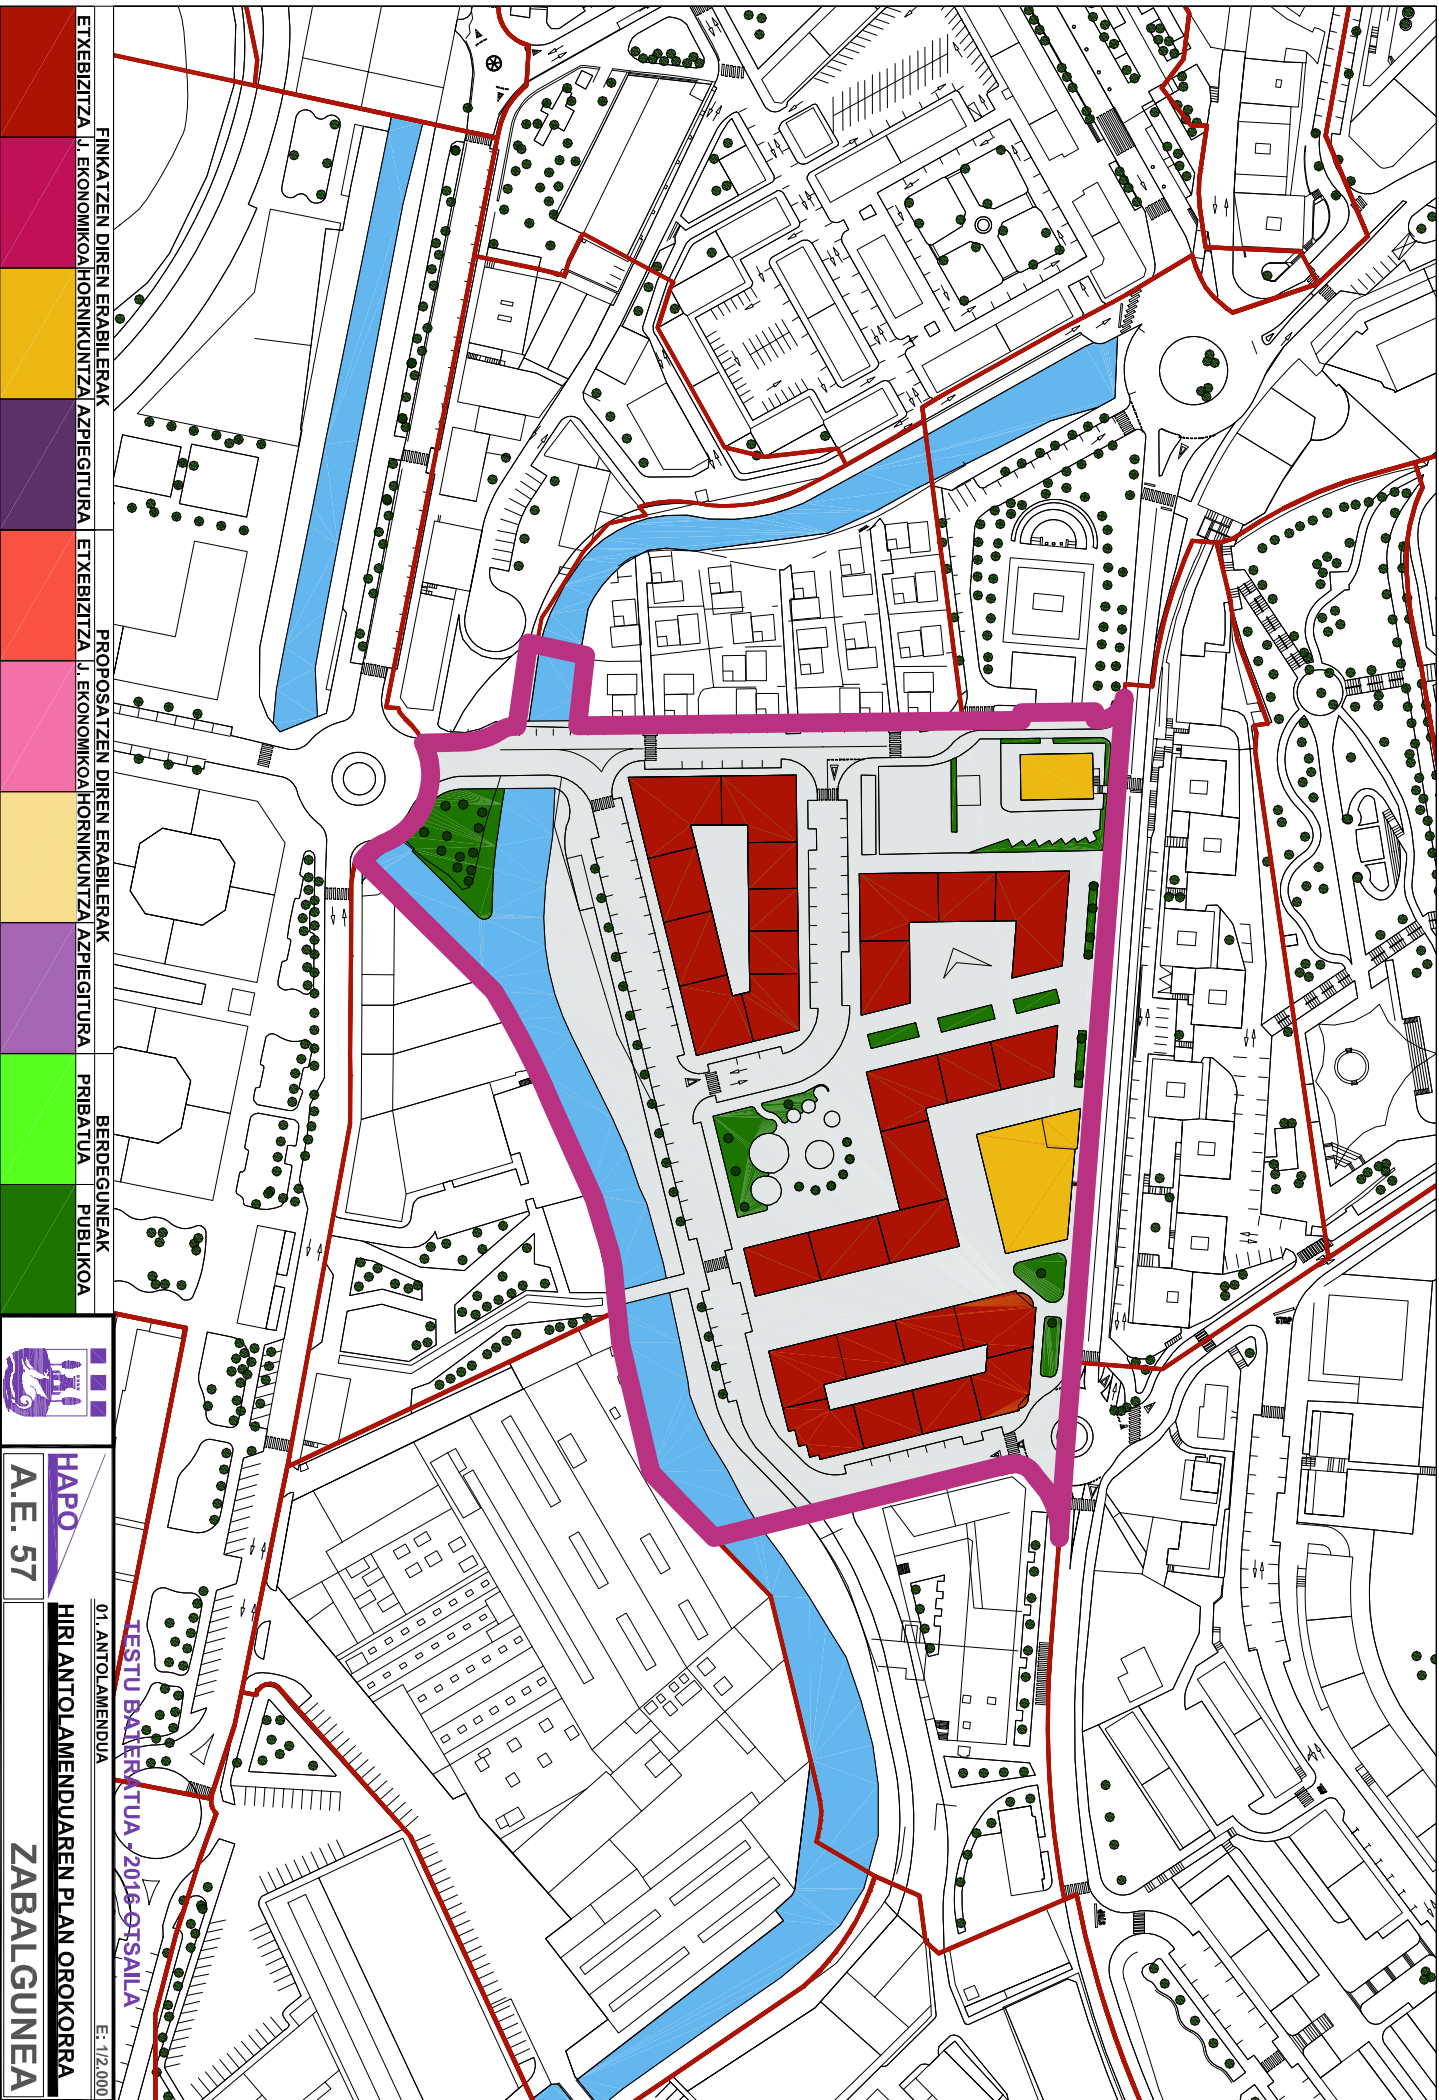 FINKATZEN DIREN ERABILERAK
ETXEBIZITZA
J. EKONOMIKOA
HORNIKUNTZA
AZPIEGITURA
PROPOSATZEN DIREN ERABILERAK
ETXEBIZITZA
J. EKONOMIKOA
HORNIKUNTZA
AZPIEGITURA
BERDEGUNEAK
PRIBATUA
PUBLIKOA
TESTU BATERATUA - 2016 OTSAILA
HAPO
01. ANTOLAMENDUA
E: 1/2.000
HIRI ANTOLAMENDUAREN PLAN OROKORRA
A.E. 57
ZABALGUNEA
STOP